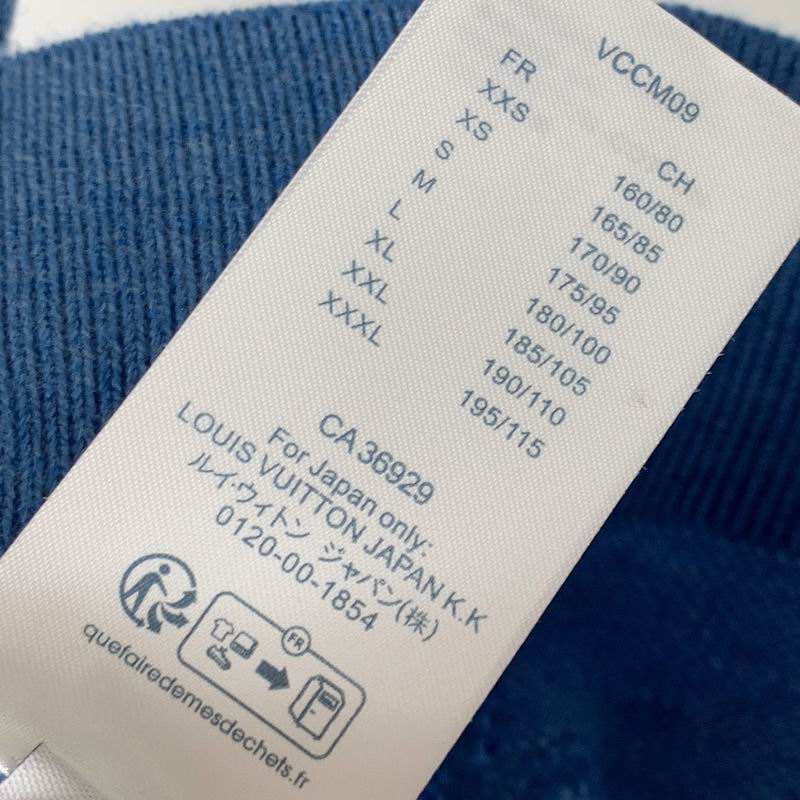 VCCM09
FR CH
XXS 160/80
XS 165/85
S 170/90
M 175/95
L 180/100
XL 185/105
XXL 190/110
XXXL 195/115
CA 36929
For Japan only:
LOUIS VUITTON JAPAN K.K
ルイ・ウィトン ジャパン(株)
0120-00-1854
FR
quefairedemesdechets.fr